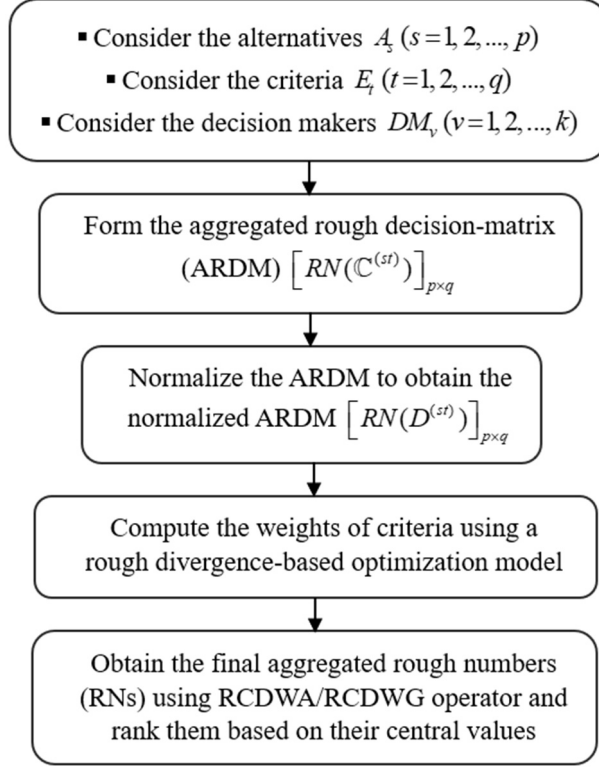 ▪ Consider the alternatives Aₛ (s=1,2,...,p)
▪ Consider the criteria Eₜ (t=1,2,...,q)
▪ Consider the decision makers DMᵥ (v=1,2,...,k)
Form the aggregated rough decision-matrix
(ARDM) [RN(ℂ^(st))]_p×q
Normalize the ARDM to obtain the
normalized ARDM [RN(D^(st))]_p×q
Compute the weights of criteria using a
rough divergence-based optimization model
Obtain the final aggregated rough numbers
(RNs) using RCDWA/RCDWG operator and
rank them based on their central values